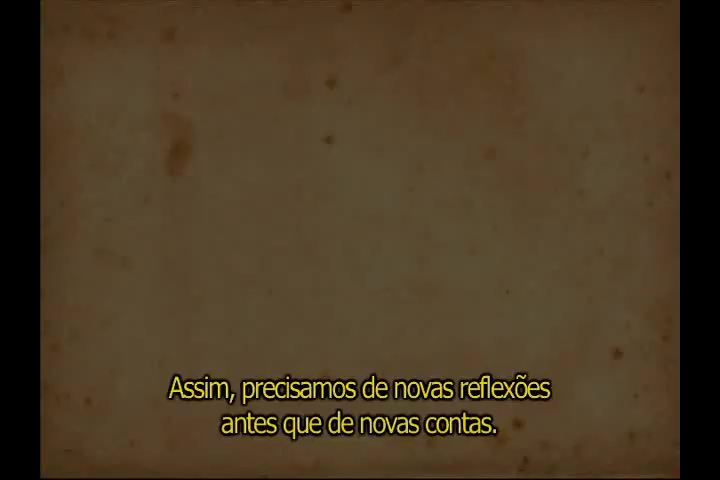 Assim, precisamos de novas reflexões
antes que de novas contas.